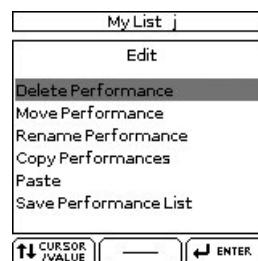 My List j
Edit
Delete Performance
Move Performance
Rename Performance
Copy Performances
Paste
Save Performance List
CURSOR
/VALUE
ENTER